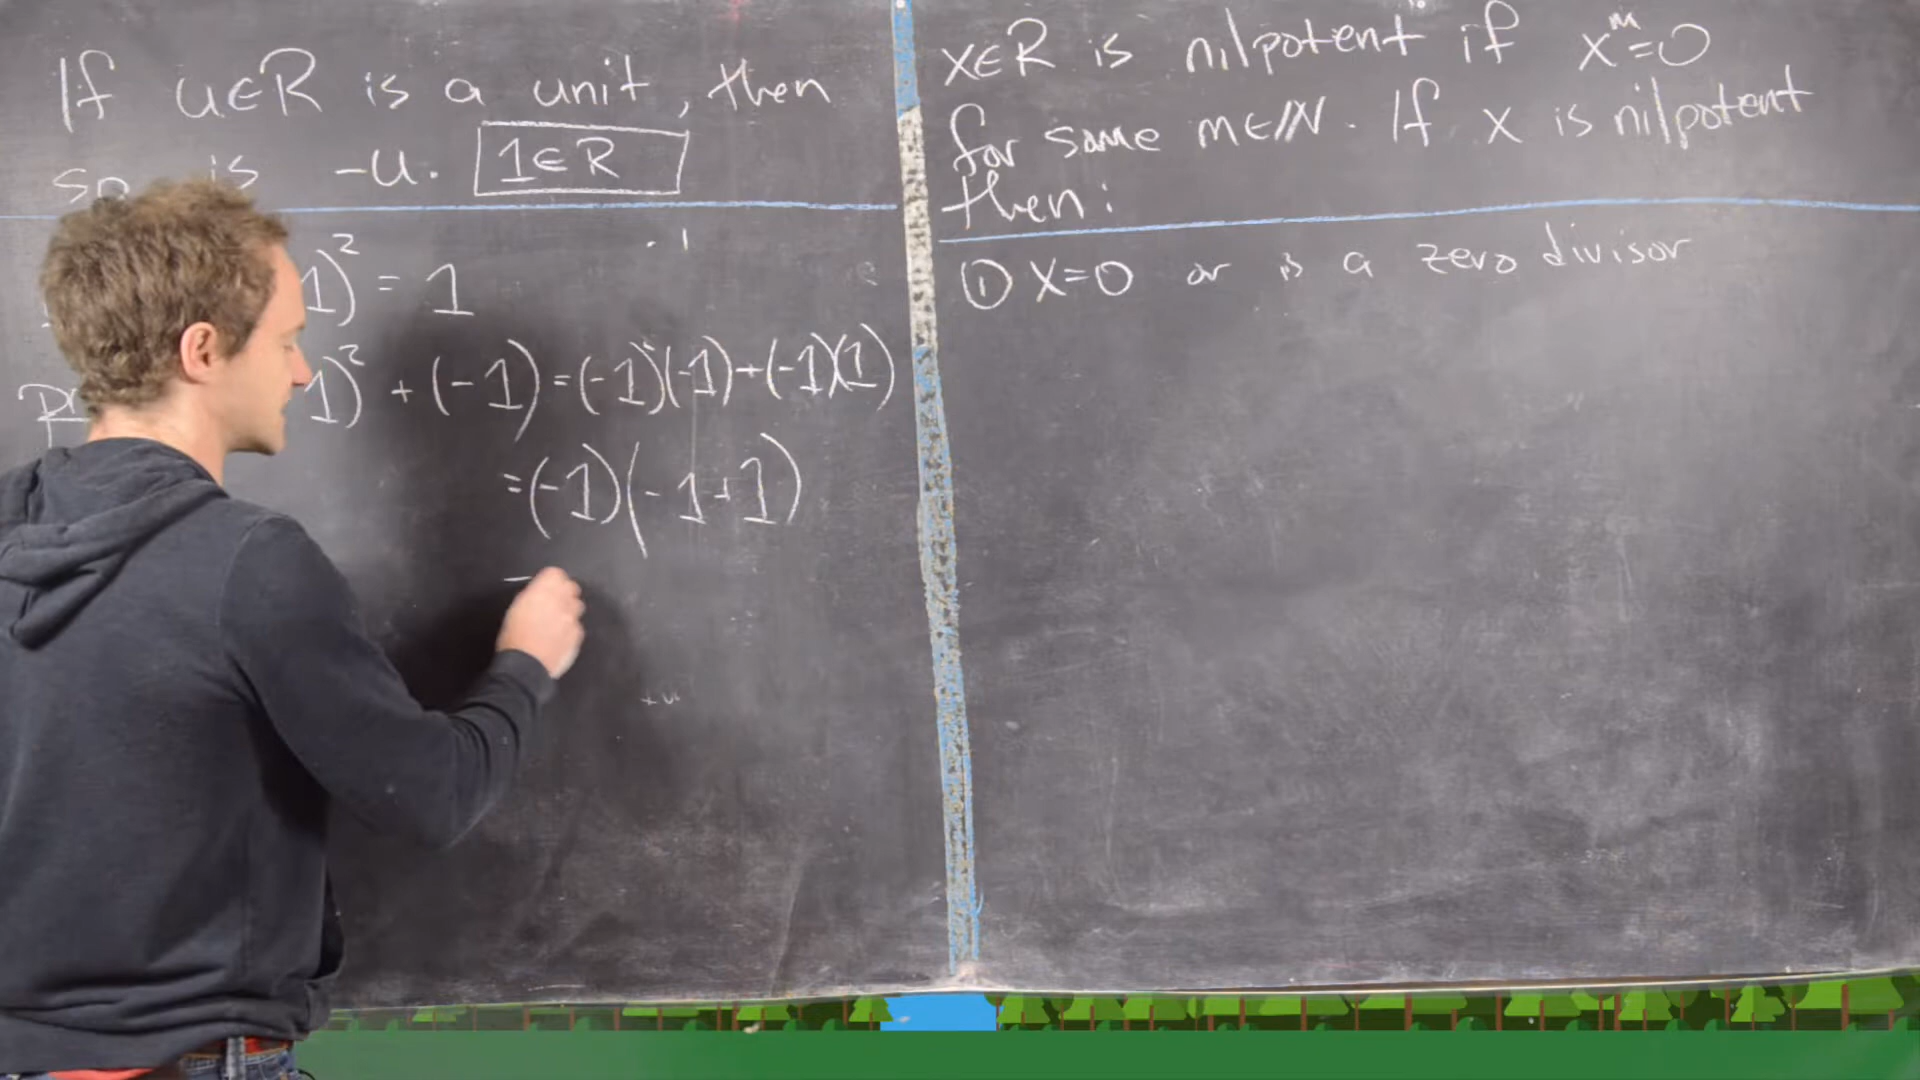 If u∈R is a unit, then
so is -u. 1∈R
1)² = 1
1)² + (-1) = (-1)(-1)+(-1)(1)
=(-1)(-1+1)
x∈R is nilpotent if xᵐ=0
for some m∈ℕ. If x is nilpotent
then:
① x=0 or is a zero divisor